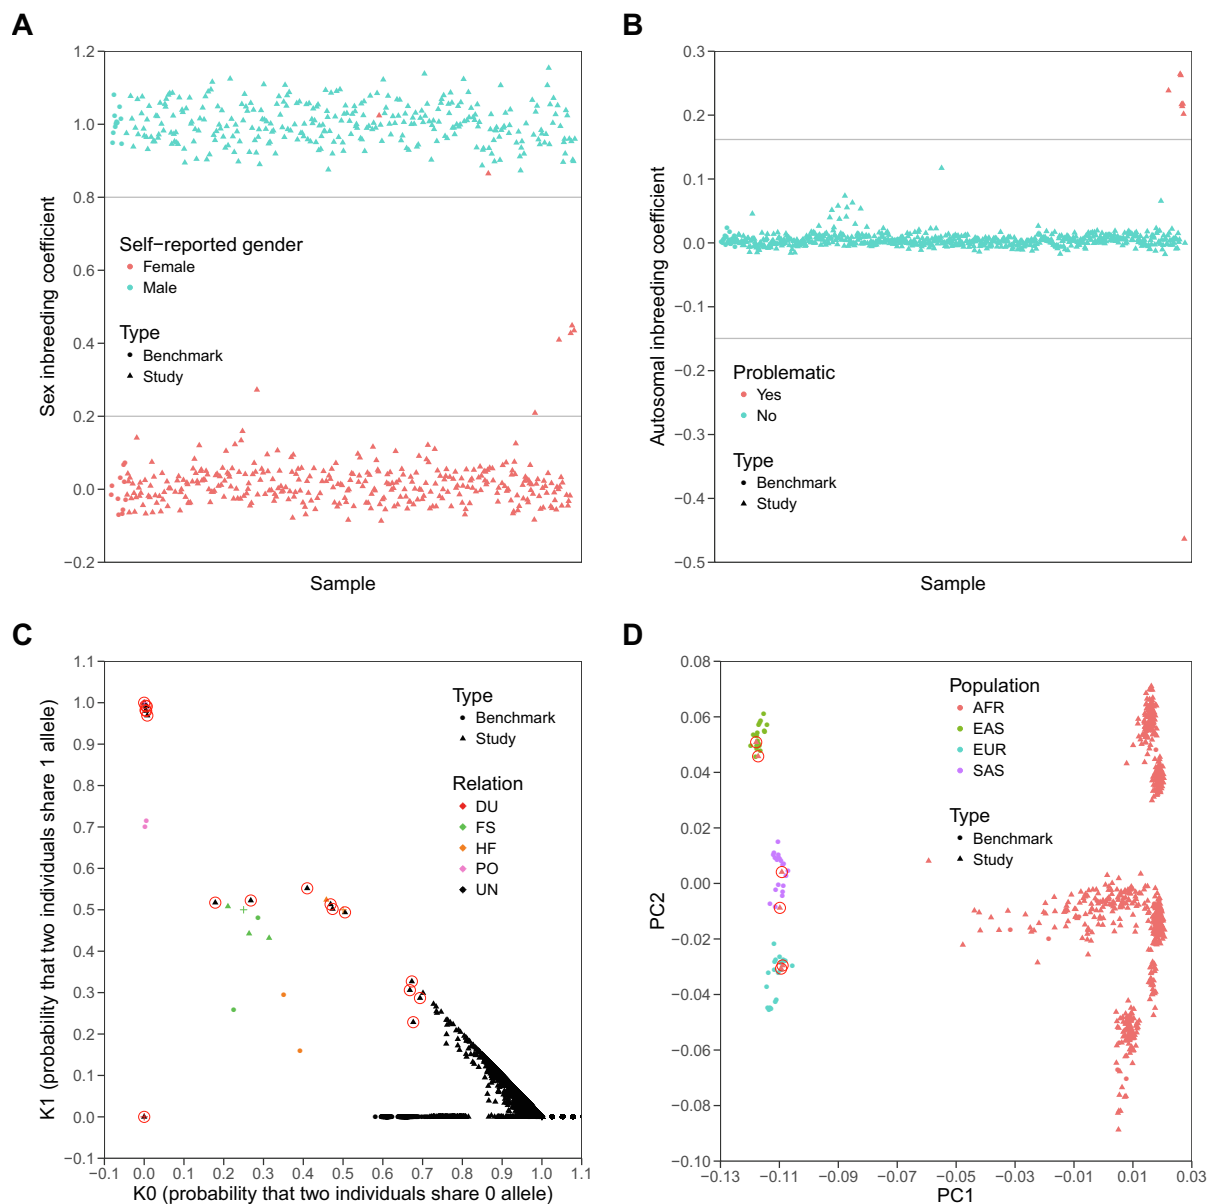 A
1.2
1.0
0.8
0.6
0.4
0.2
0.0
−0.2
Sex inbreeding coefficient
Self−reported gender
Female
Male
Type
Benchmark
Study
Sample
B
0.3
0.2
0.1
0.0
−0.1
−0.2
−0.3
−0.4
−0.5
Autosomal inbreeding coefficient
Problematic
Yes
No
Type
Benchmark
Study
Sample
C
1.1
1.0
0.9
0.8
0.7
0.6
0.5
0.4
0.3
0.2
0.1
0.0
−0.1
K1 (probability that two individuals share 1 allele)
Type
Benchmark
Study
Relation
DU
FS
HF
PO
UN
−0.1 0.0 0.1 0.2 0.3 0.4 0.5 0.6 0.7 0.8 0.9 1.0 1.1
K0 (probability that two individuals share 0 allele)
D
0.08
0.06
0.04
0.02
0.00
−0.02
−0.04
−0.06
−0.08
−0.10
PC2
Population
AFR
EAS
EUR
SAS
Type
Benchmark
Study
−0.13 −0.11 −0.09 −0.07 −0.05 −0.03 −0.01 0.01 0.03
PC1